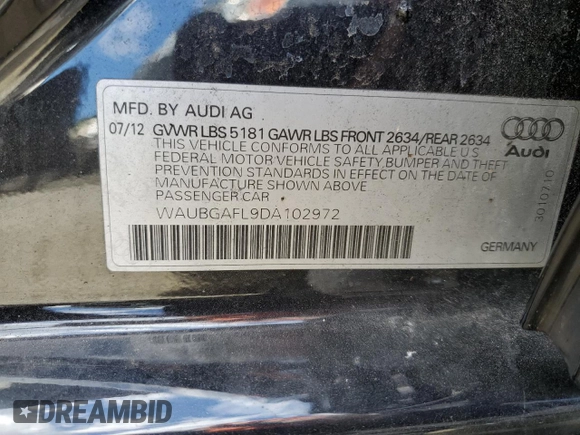 MFD. BY AUDI AG
07/12 GVWR LBS 5181 GAWR LBS FRONT 2634/REAR 2634
THIS VEHICLE CONFORMS TO ALL APPLICABLE U S
FEDERAL MOTOR VEHICLE SAFETY, BUMPER AND THEFT
PREVENTION STANDARDS IN EFFECT ON THE DATE OF
MANUFACTURE SHOWN ABOVE
PASSENGER CAR
WAUBGAFL9DA102972
Audi
3010710
GERMANY
DREAMBID